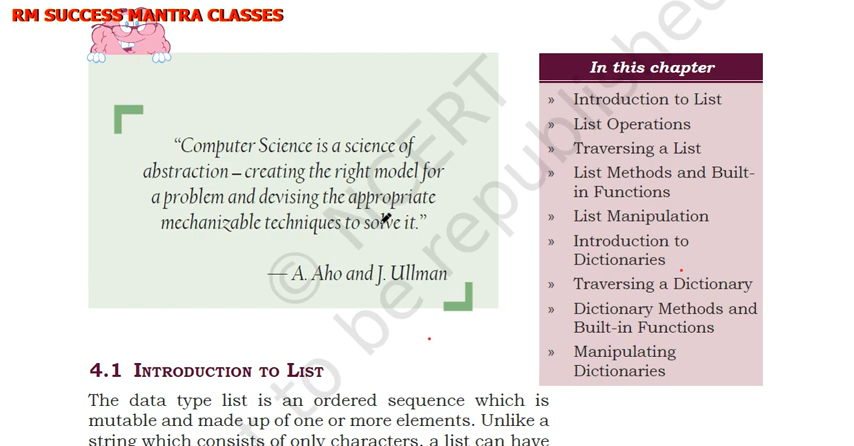 RM SUCCESS MANTRA CLASSES
“Computer Science is a science of
abstraction – creating the right model for
a problem and devising the appropriate
mechanizable techniques to solve it.”
— A. Aho and J. Ullman
In this chapter
» Introduction to List
» List Operations
» Traversing a List
» List Methods and Built-
in Functions
» List Manipulation
» Introduction to
Dictionaries
» Traversing a Dictionary
» Dictionary Methods and
Built-in Functions
» Manipulating
Dictionaries
4.1 Introduction to List
The data type list is an ordered sequence which is
mutable and made up of one or more elements. Unlike a
string which consists of only characters, a list can have
© NCERT
to be republished